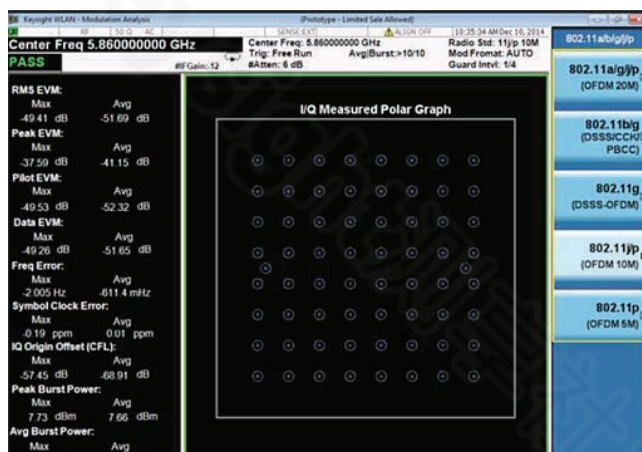 Keysight WLAN - Modulation Analysis
(Prototype - Limited Sale Allowed)
RF 50 Ω AC SENSE:EXT ALIGN OFF 10:35:34 AM Dec 10, 2014
Center Freq 5.860000000 GHz
Center Freq: 5.860000000 GHz
Radio Std: 11j/p 10M
Trig: Free Run
Avg|Burst:>10/10
Mod Fromat: AUTO
PASS
#IFGain:-12
#Atten: 6 dB
Guard Intvl: 1/4
802.11a/b/g/j/p
RMS EVM:
Max Avg
-49.41 dB -51.69 dB
Peak EVM:
Max Avg
-37.59 dB -41.15 dB
Pilot EVM:
Max Avg
-49.53 dB -52.32 dB
Data EVM:
Max Avg
-49.26 dB -51.65 dB
Freq Error:
Max Avg
-2.005 Hz -611.4 mHz
Symbol Clock Error:
Max Avg
-0.19 ppm 0.01 ppm
IQ Origin Offset (CFL):
Max Avg
-57.45 dB -68.91 dB
Peak Burst Power:
Max Avg
7.73 dBm 7.66 dBm
Avg Burst Power:
Max Avg
I/Q Measured Polar Graph
802.11a/g/j/p
(OFDM 20M)
802.11b/g
(DSSS/CCK/
PBCC)
802.11g
(DSSS-OFDM)
802.11j/p
(OFDM 10M)
802.11p
(OFDM 5M)